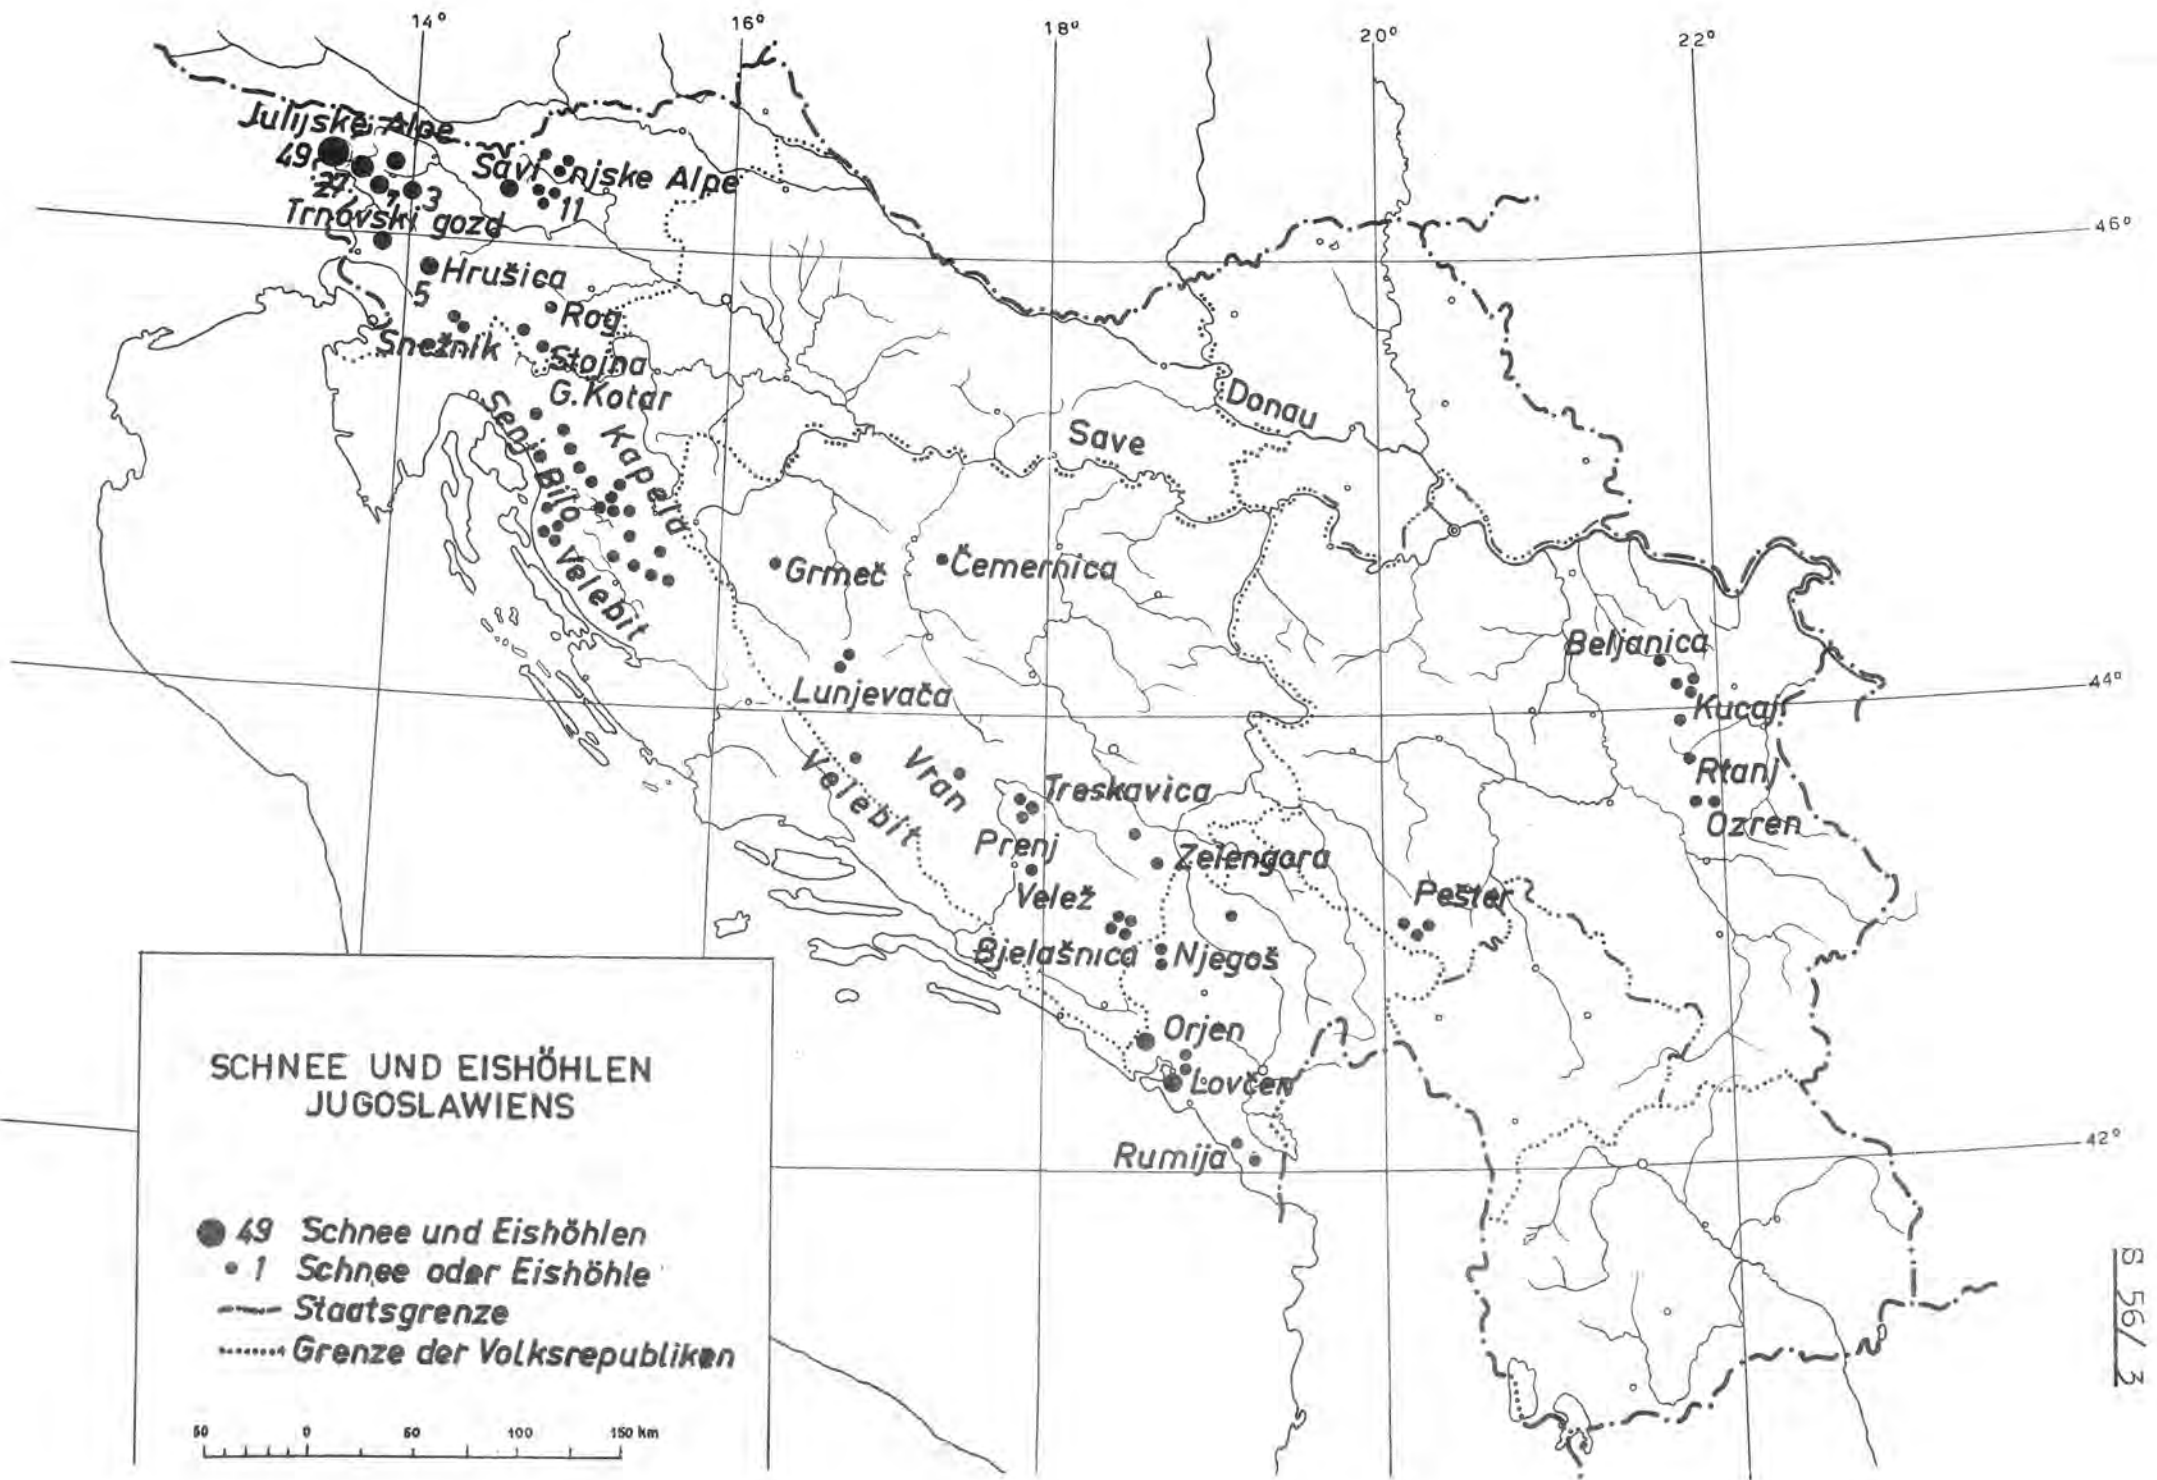 14°
16°
18°
20°
22°
Julijske Alpe
49
27
7
3
Savinjske Alpe
11
Trnovski gozd
46°
Hrušica
5
Rog
Snežnik
Stojna
G. Kotar
Senj. Bilo
Kapela
Donau
Save
Velebit
Grmeč
Čemernica
Beljanica
Lunjevača
44°
Kucaj
Velebit
Vran
Treskavica
Rtanj
Ozren
Prenj
Zelengora
Velež
Pešter
Bjelašnica
Njegoš
Orjen
Lovčen
Rumija
42°
SCHNEE UND EISHÖHLEN
JUGOSLAWIENS
49 Schnee und Eishöhlen
1 Schnee oder Eishöhle
Staatsgrenze
Grenze der Volksrepubliken
50 0 50 100 150 km
S 56/3